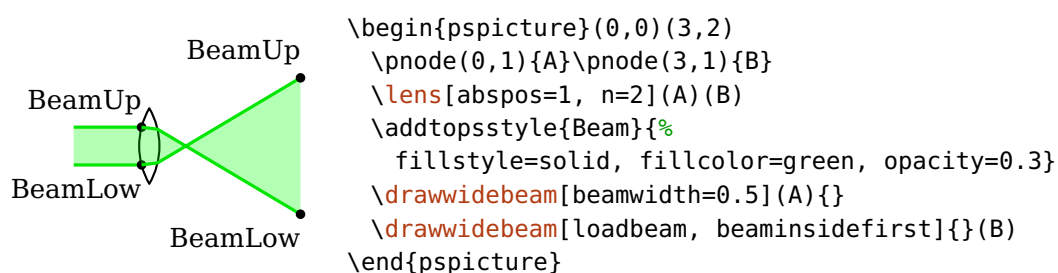 BeamUp
BeamUp
BeamLow
BeamLow
\begin{pspicture}(0,0)(3,2)
  \pnode(0,1){A}\pnode(3,1){B}
  \lens[abspos=1, n=2](A)(B)
  \addtopsstyle{Beam}{%
    fillstyle=solid, fillcolor=green, opacity=0.3}
  \drawwidebeam[beamwidth=0.5](A){}
  \drawwidebeam[loadbeam, beaminsidefirst]{}(B)
\end{pspicture}